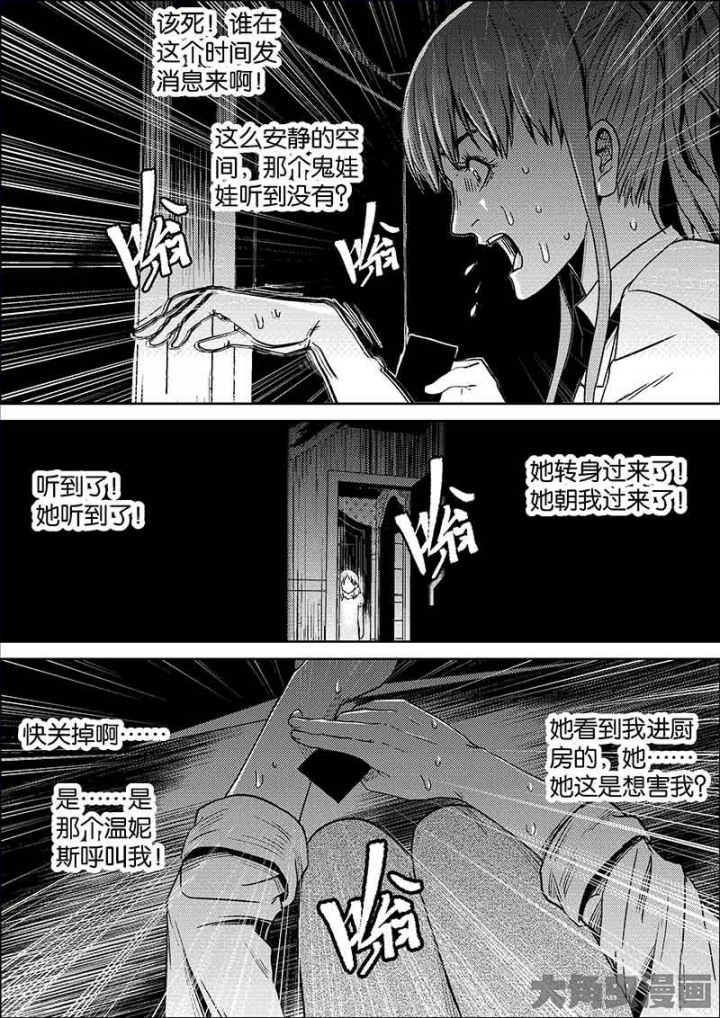 该死！谁在
这个时间发
消息来啊！
这么安静的空
间，那个鬼娃
娃听到没有？
嗡
嗡
听到了！
她听到了！
嗡
她转身过来了！
她朝我过来了！
快关掉啊……
是……是
那个温妮
斯呼叫我！
她看到我进厨
房的，她……
她这是想害我？
嗡
大角虫漫画